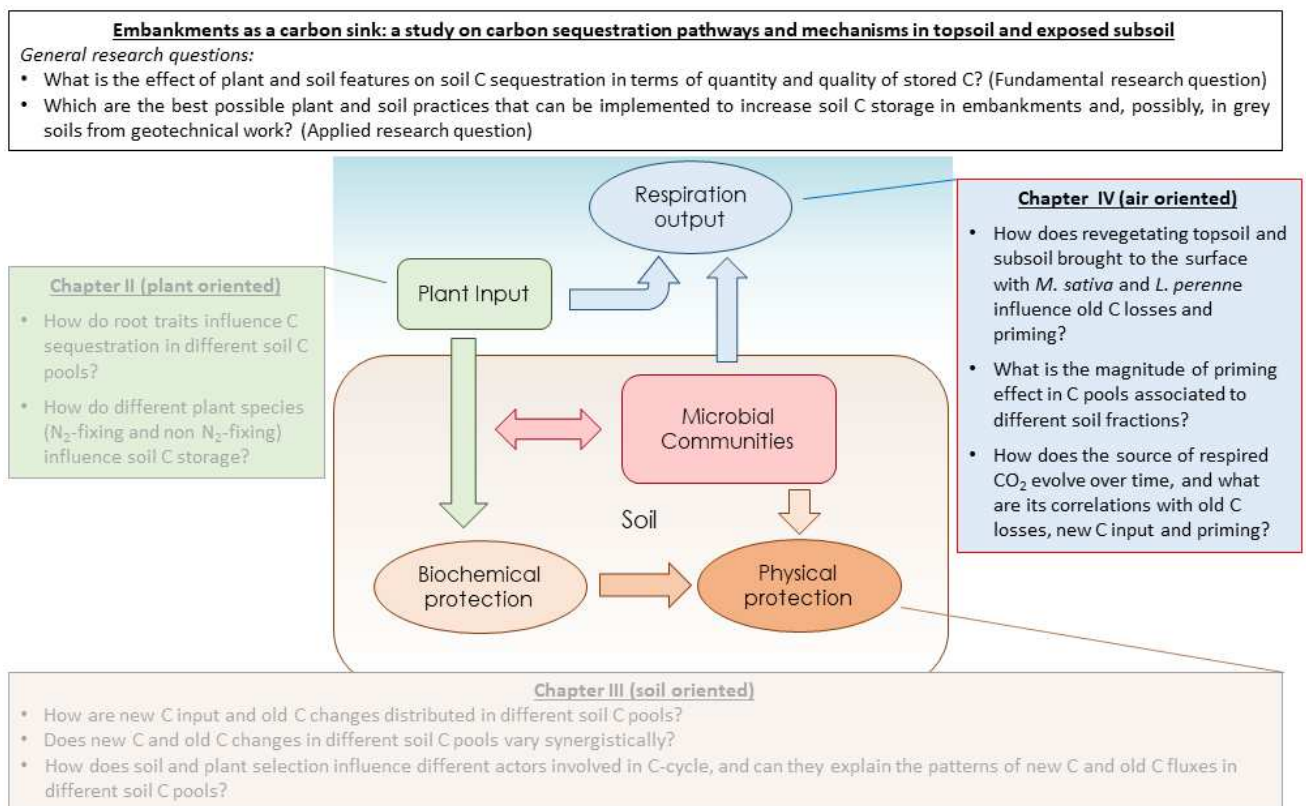 Embankments as a carbon sink: a study on carbon sequestration pathways and mechanisms in topsoil and exposed subsoil
General research questions:
• What is the effect of plant and soil features on soil C sequestration in terms of quantity and quality of stored C? (Fundamental research question)
• Which are the best possible plant and soil practices that can be implemented to increase soil C storage in embankments and, possibly, in grey
soils from geotechnical work? (Applied research question)
Respiration
output
Chapter IV (air oriented)
• How does revegetating topsoil and
subsoil brought to the surface
with M. sativa and L. perenne
influence old C losses and
priming?
• What is the magnitude of priming
effect in C pools associated to
different soil fractions?
• How does the source of respired
CO₂ evolve over time, and what
are its correlations with old C
losses, new C input and priming?
Chapter II (plant oriented)
• How do root traits influence C
sequestration in different soil C
pools?
• How do different plant species
(N₂-fixing and non N₂-fixing)
influence soil C storage?
Plant Input
Microbial
Communities
Soil
Biochemical
protection
Physical
protection
Chapter III (soil oriented)
• How are new C input and old C changes distributed in different soil C pools?
• Does new C and old C changes in different soil C pools vary synergistically?
• How does soil and plant selection influence different actors involved in C-cycle, and can they explain the patterns of new C and old C fluxes in
different soil C pools?